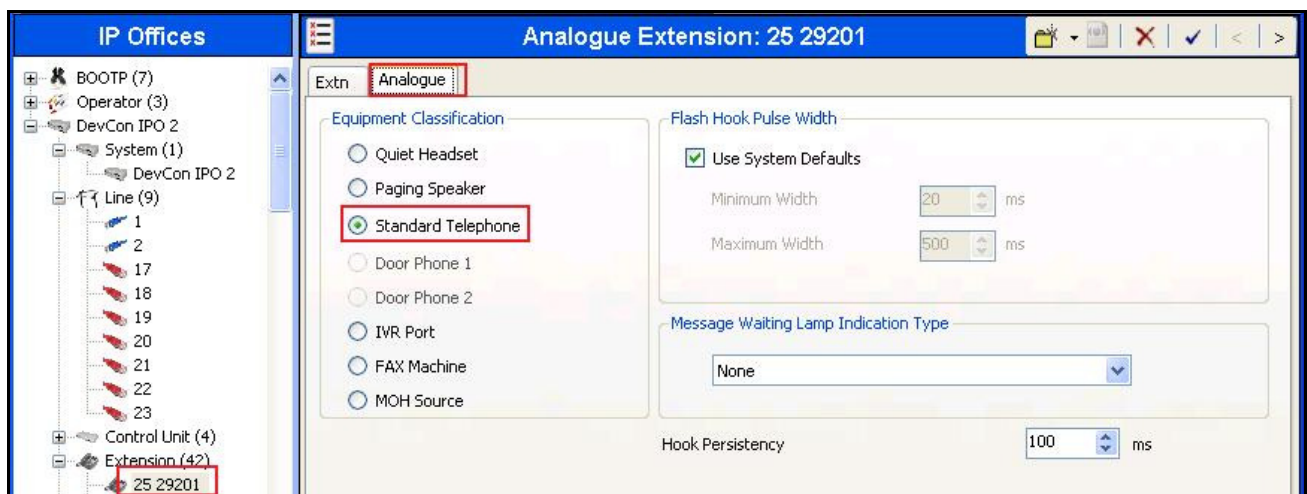 IP Offices
BOOTP (7)
Operator (3)
DevCon IPO 2
System (1)
DevCon IPO 2
Line (9)
1
2
17
18
19
20
21
22
23
Control Unit (4)
Extension (42)
25 29201
Analogue Extension: 25 29201
Extn
Analogue
Equipment Classification
Quiet Headset
Paging Speaker
Standard Telephone
Door Phone 1
Door Phone 2
IVR Port
FAX Machine
MOH Source
Flash Hook Pulse Width
Use System Defaults
Minimum Width 20 ms
Maximum Width 500 ms
Message Waiting Lamp Indication Type
None
Hook Persistency 100 ms